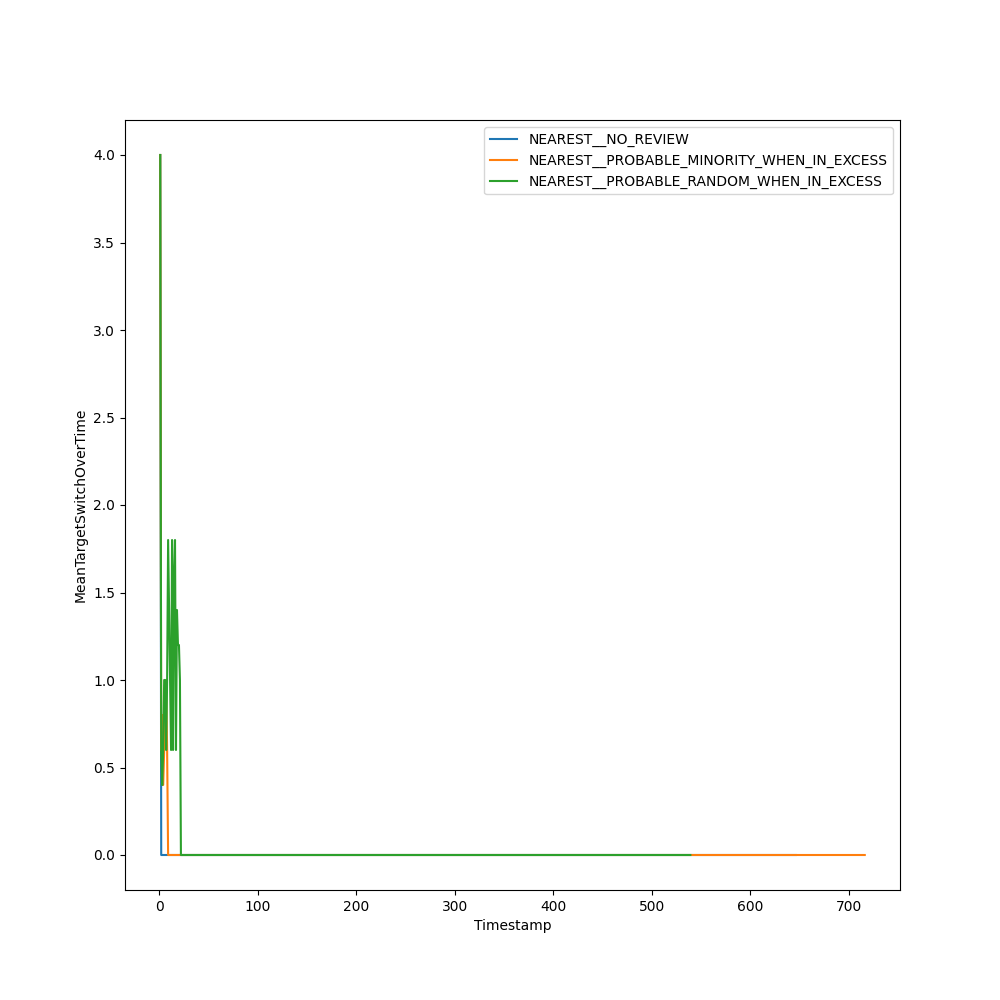 NEAREST__NO_REVIEW
NEAREST__PROBABLE_MINORITY_WHEN_IN_EXCESS
NEAREST__PROBABLE_RANDOM_WHEN_IN_EXCESS
4.0
3.5
3.0
2.5
2.0
1.5
1.0
0.5
0.0
MeanTargetSwitchOverTime
0 100 200 300 400 500 600 700
Timestamp